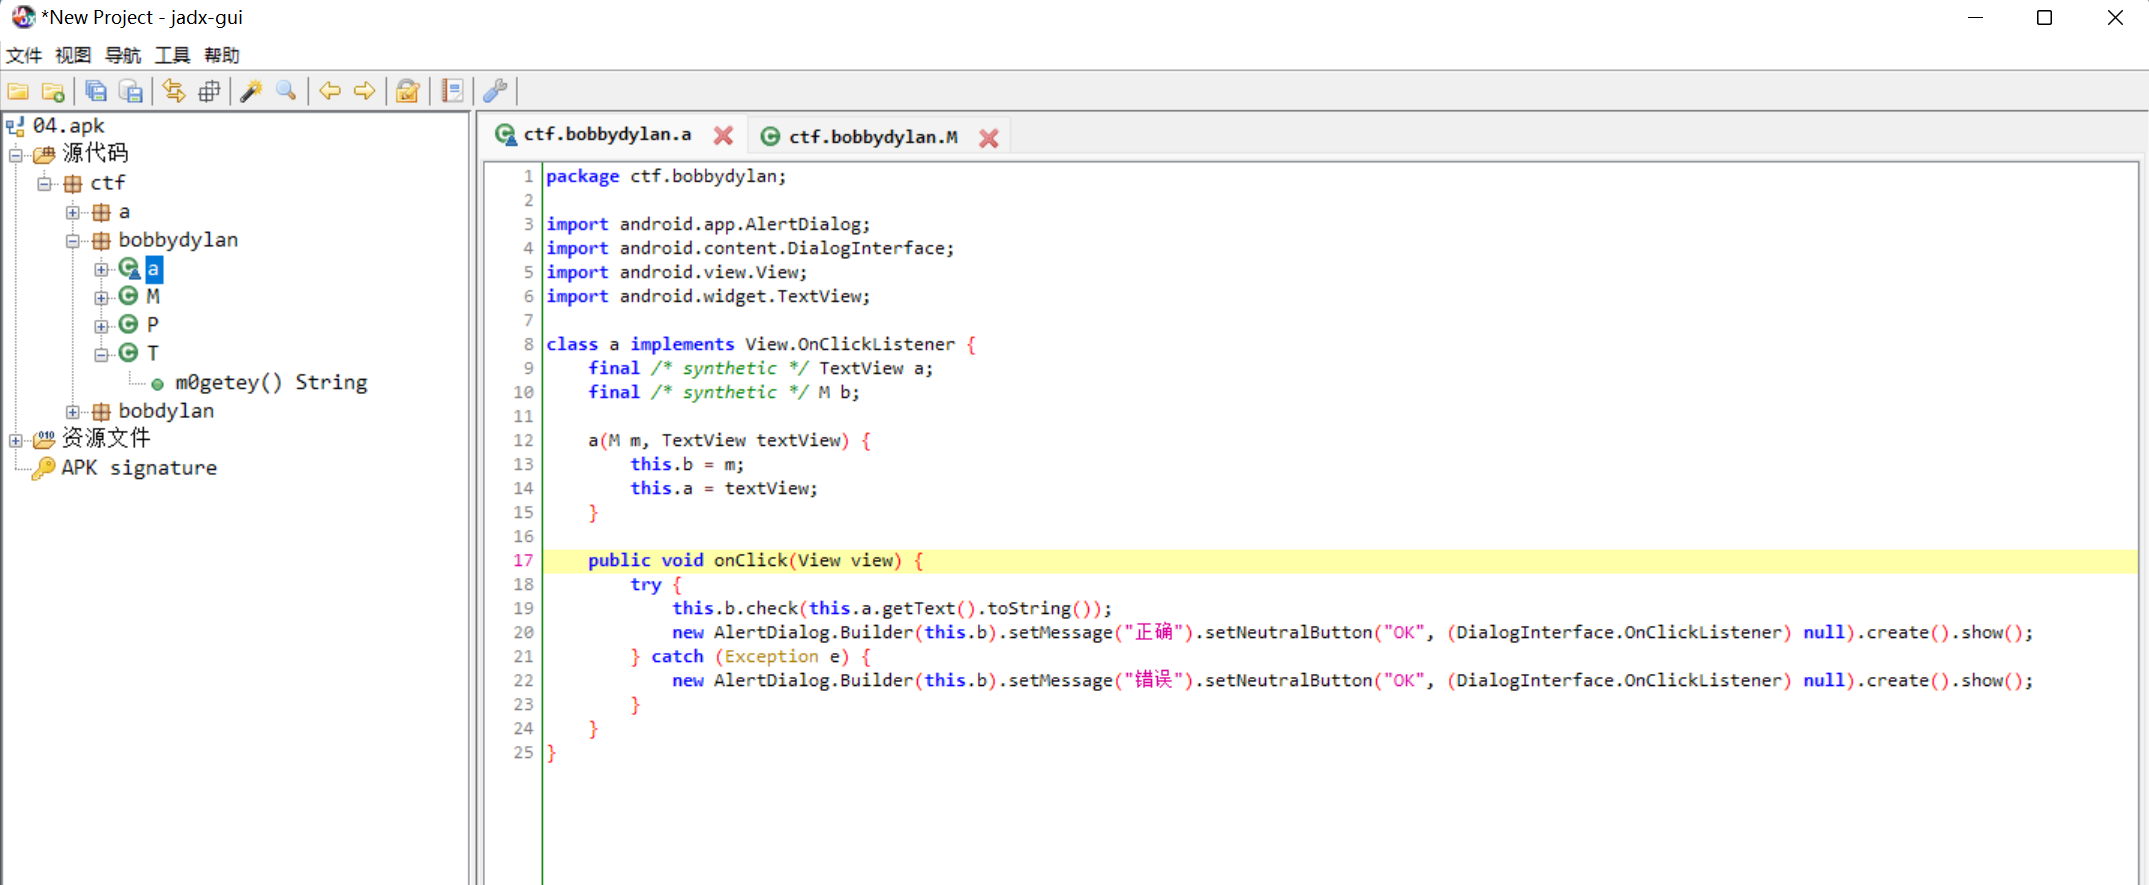 *New Project - jadx-gui
文件 视图 导航 工具 帮助
04.apk
源代码
ctf
a
bobbydylan
a
M
P
T
m0getey() String
bobdylan
资源文件
APK signature
ctf.bobbydylan.a ctf.bobbydylan.M
1 package ctf.bobbydylan;
2
3 import android.app.AlertDialog;
4 import android.content.DialogInterface;
5 import android.view.View;
6 import android.widget.TextView;
7
8 class a implements View.OnClickListener {
9 final /* synthetic */ TextView a;
10 final /* synthetic */ M b;
11
12 a(M m, TextView textView) {
13 this.b = m;
14 this.a = textView;
15 }
16
17 public void onClick(View view) {
18 try {
19 this.b.check(this.a.getText().toString());
20 new AlertDialog.Builder(this.b).setMessage("正确").setNeutralButton("OK", (DialogInterface.OnClickListener) null).create().show();
21 } catch (Exception e) {
22 new AlertDialog.Builder(this.b).setMessage("错误").setNeutralButton("OK", (DialogInterface.OnClickListener) null).create().show();
23 }
24 }
25 }